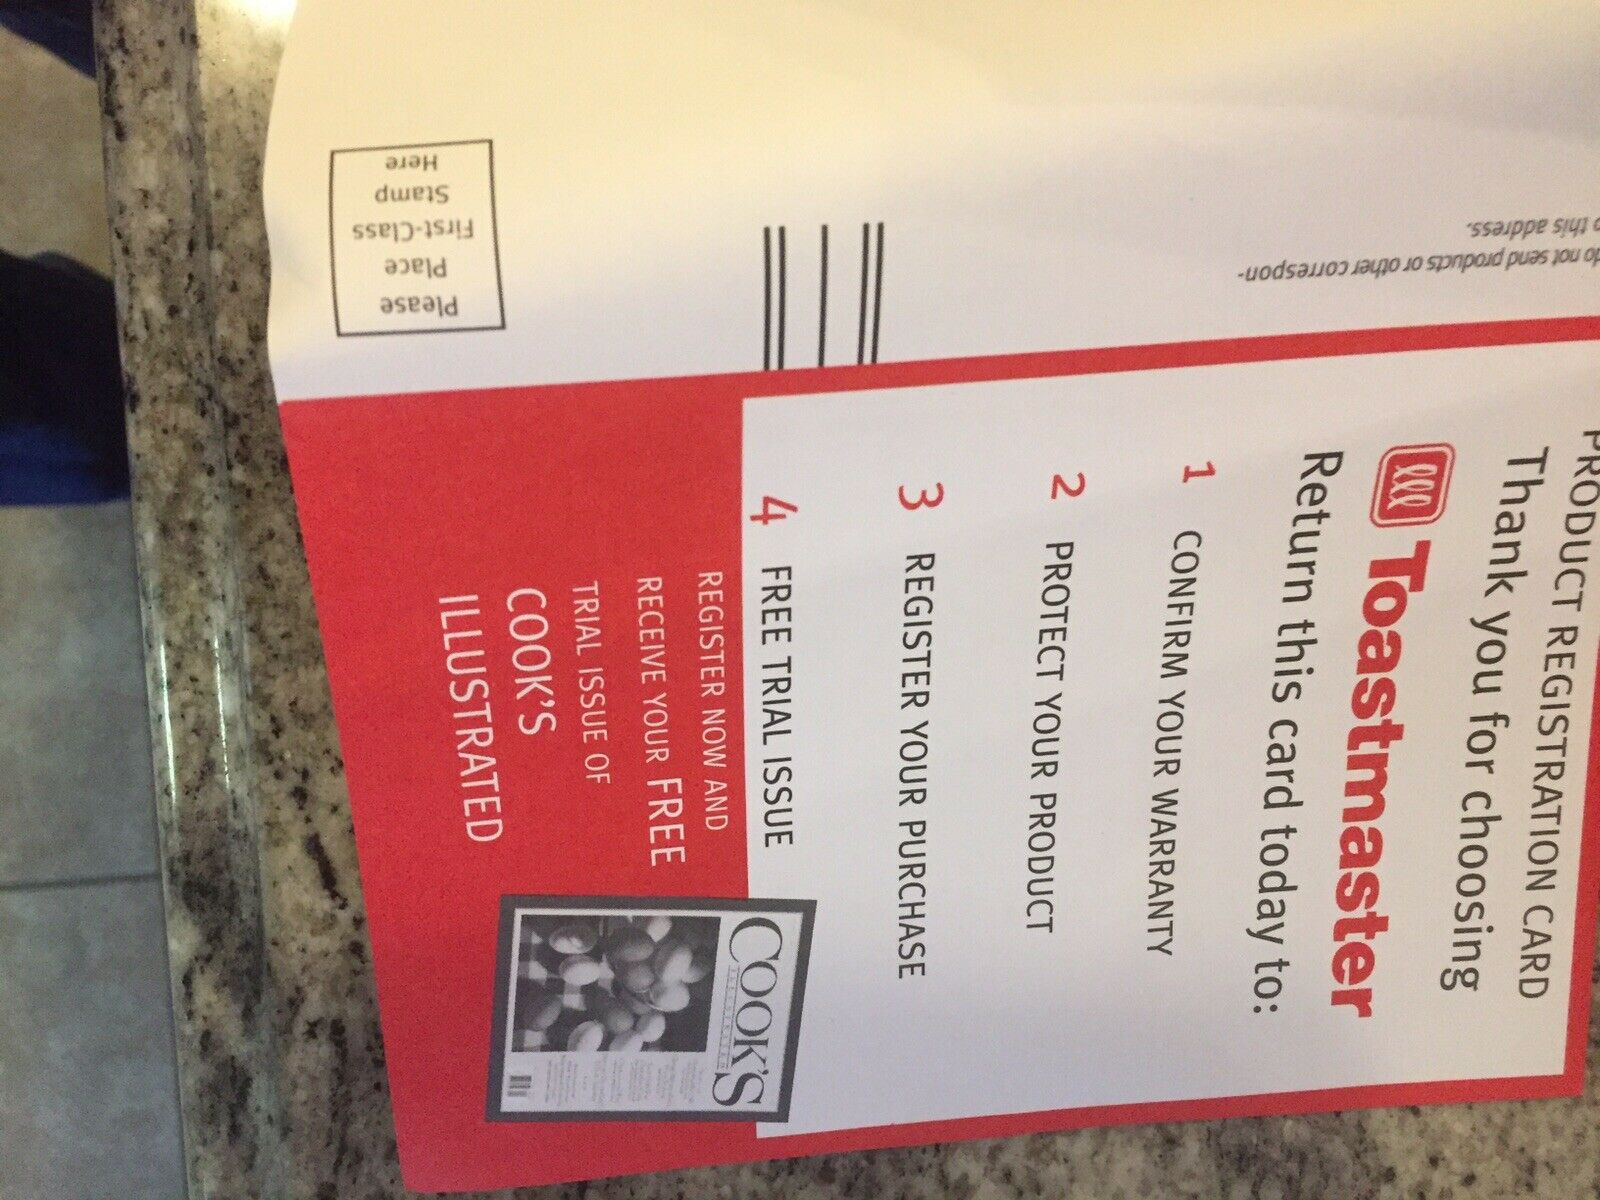 PRODUCT REGISTRATION CARD
Thank you for choosing
Toastmaster
Return this card today to:
1 CONFIRM YOUR WARRANTY
2 PROTECT YOUR PRODUCT
3 REGISTER YOUR PURCHASE
4 FREE TRIAL ISSUE
REGISTER NOW AND
RECEIVE YOUR FREE
TRIAL ISSUE OF
COOK'S
ILLUSTRATED
COOK'S
ILLUSTRATED
Please
Place
First-Class
Stamp
Here
do not send products or other correspon-
this address.